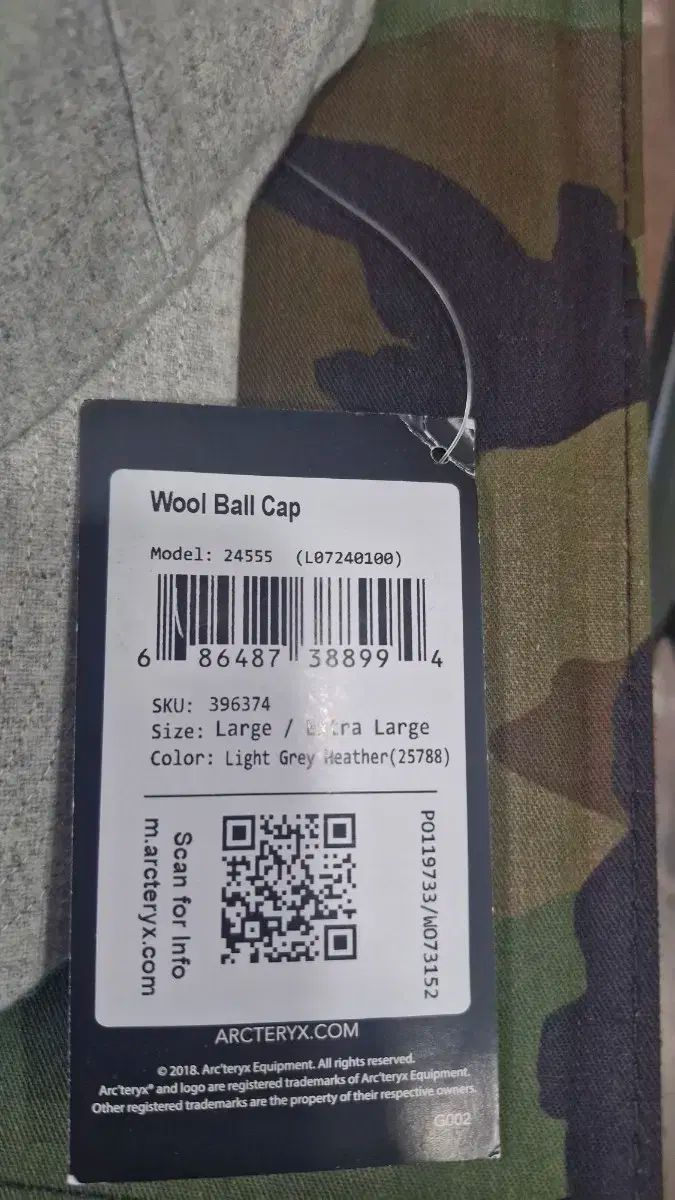 Wool Ball Cap
Model: 24555 (L07240100)
6 86487 38899 4
SKU: 396374
Size: Large / Extra Large
Color: Light Grey Heather(25788)
Scan for Info
m.arcteryx.com
P0119733/W073152
ARCTERYX.COM
© 2018. Arc'teryx Equipment. All rights reserved.
Arc'teryx® and logo are registered trademarks of Arc'teryx Equipment.
Other registered trademarks are the property of their respective owners.
G002